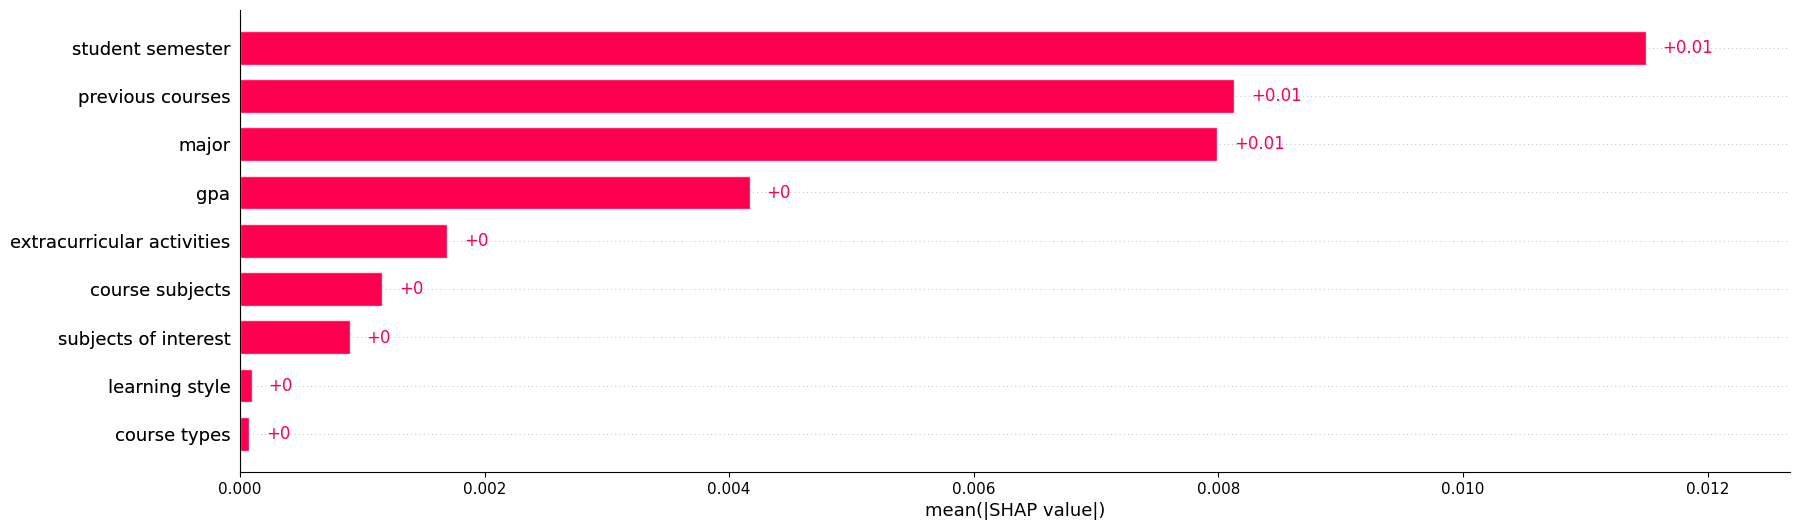 student semester +0.01
previous courses +0.01
major +0.01
gpa +0
extracurricular activities +0
course subjects +0
subjects of interest +0
learning style +0
course types +0
0.000 0.002 0.004 0.006 0.008 0.010 0.012
mean(|SHAP value|)